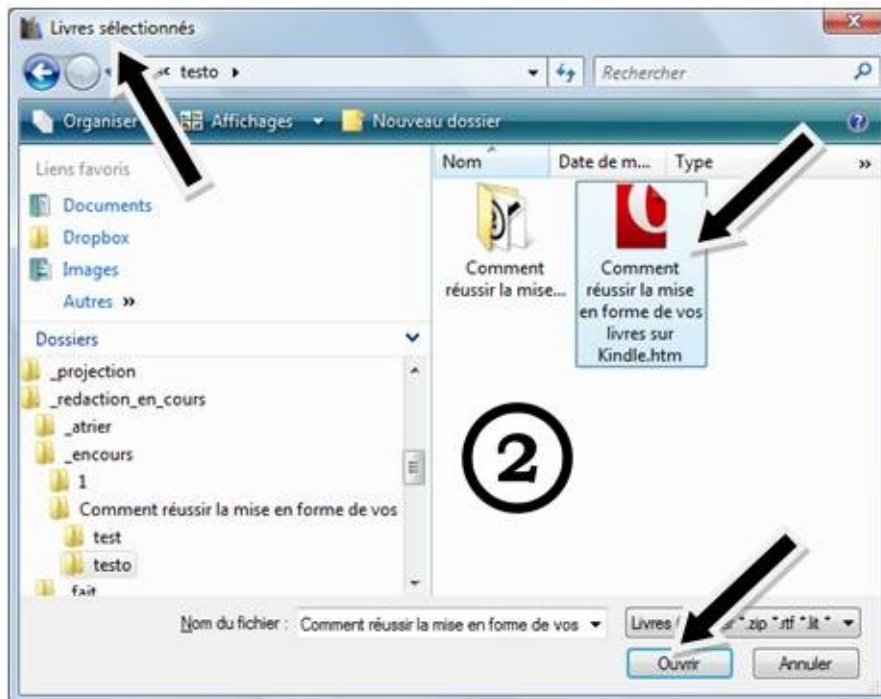 Livres sélectionnés
« testo
Rechercher
Organiser Affichages Nouveau dossier
Liens favoris
Documents
Dropbox
Images
Autres »
Dossiers
_projection
_redaction_en_cours
_atrier
_encours
1
Comment réussir la mise en forme de vos
test
testo
fait
Nom Date de m... Type »
Comment
réussir la mise...
Comment
réussir la mise
en forme de vos
livres sur
Kindle.htm
2
Nom du fichier : Comment réussir la mise en forme de vos
Livres *.zip *.rtf *.lit *
Ouvrir Annuler